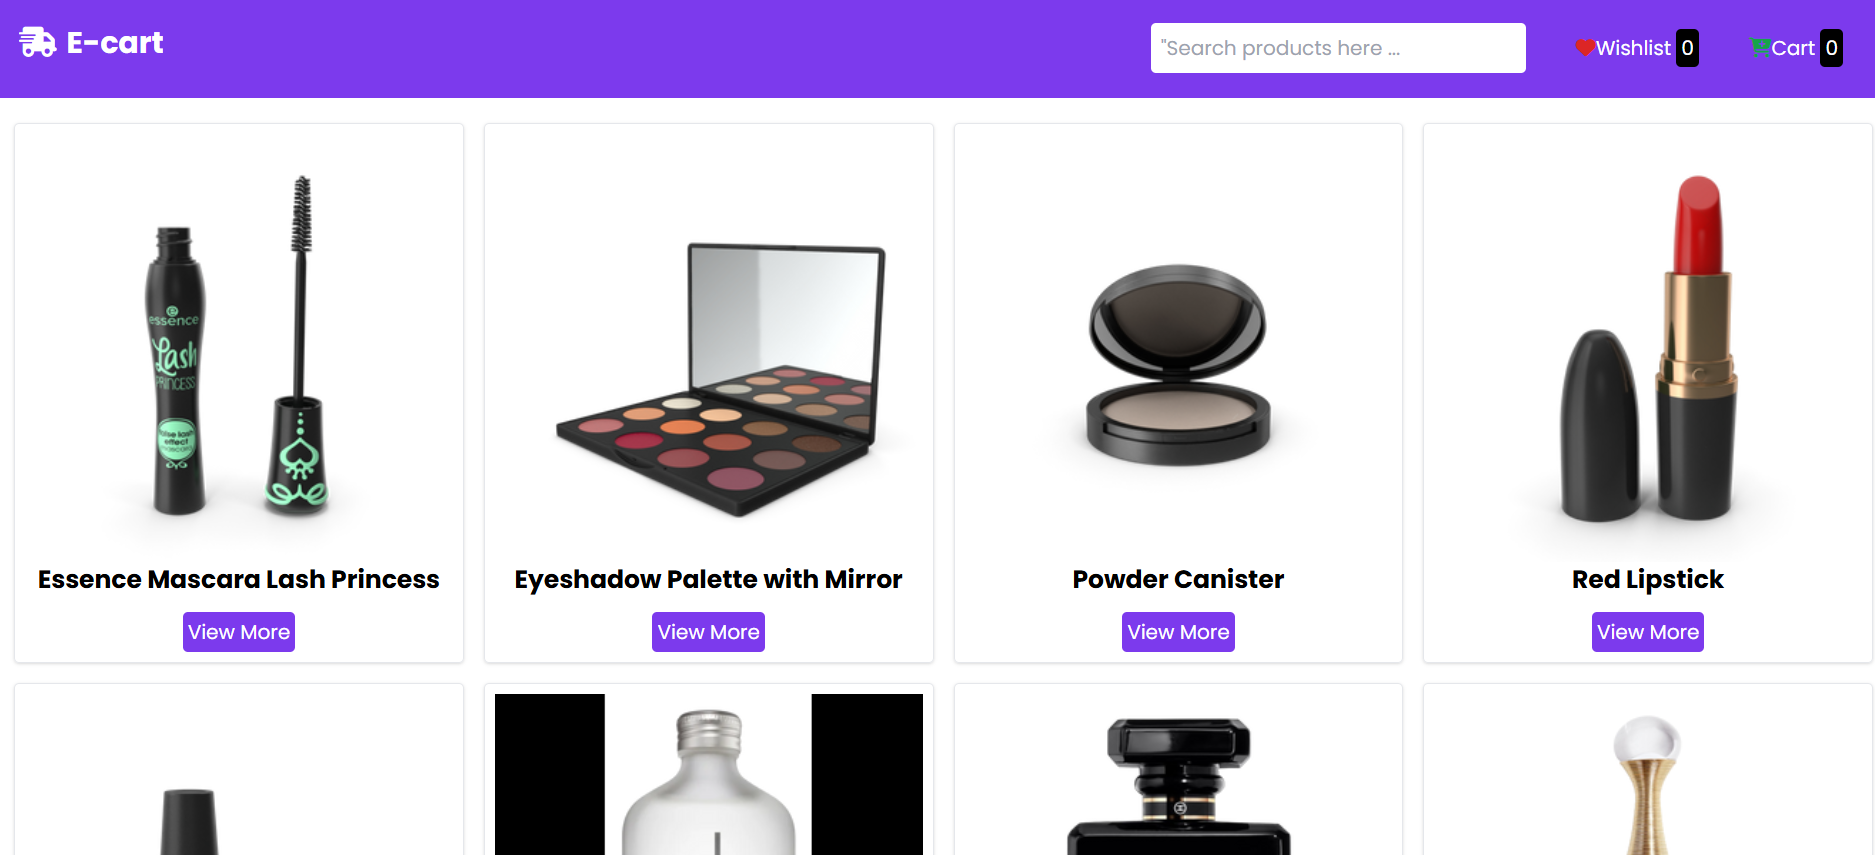 E-cart
"Search products here ...
Wishlist 0
Cart 0
essence
Lash
PRINCESS
false lash
effect
mascara
Essence Mascara Lash Princess
Eyeshadow Palette with Mirror
Powder Canister
Red Lipstick
View More
View More
View More
View More